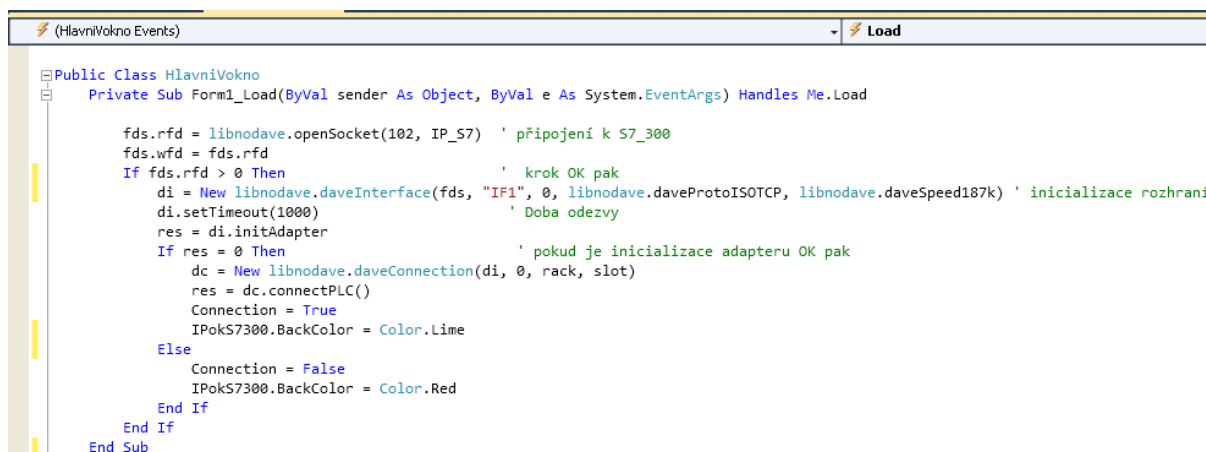 (HlavniVokno Events) Load
Public Class HlavniVokno
Private Sub Form1_Load(ByVal sender As Object, ByVal e As System.EventArgs) Handles Me.Load
fds.rfd = libnodave.openSocket(102, IP_S7) ' připojení k S7_300
fds.wfd = fds.rfd
If fds.rfd > 0 Then ' krok OK pak
di = New libnodave.daveInterface(fds, "IF1", 0, libnodave.daveProtoISOTCP, libnodave.daveSpeed187k) ' inicializace rozhraní
di.setTimeout(1000) ' Doba odezvy
res = di.initAdapter
If res = 0 Then ' pokud je inicializace adapteru OK pak
dc = New libnodave.daveConnection(di, 0, rack, slot)
res = dc.connectPLC()
Connection = True
IPokS7300.BackColor = Color.Lime
Else
Connection = False
IPokS7300.BackColor = Color.Red
End If
End If
End Sub